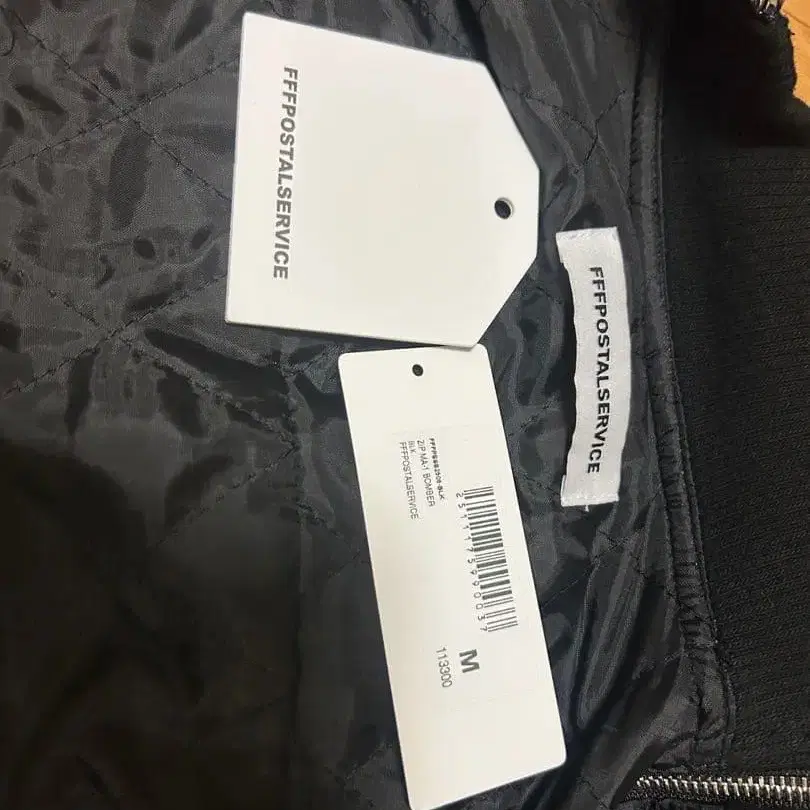 FFFPOSTALSERVICE
FFFPOSTALSERVICE
ZIP MA-1 BOMBER
BLK
FFFPOSTALSERVICE
M
113300